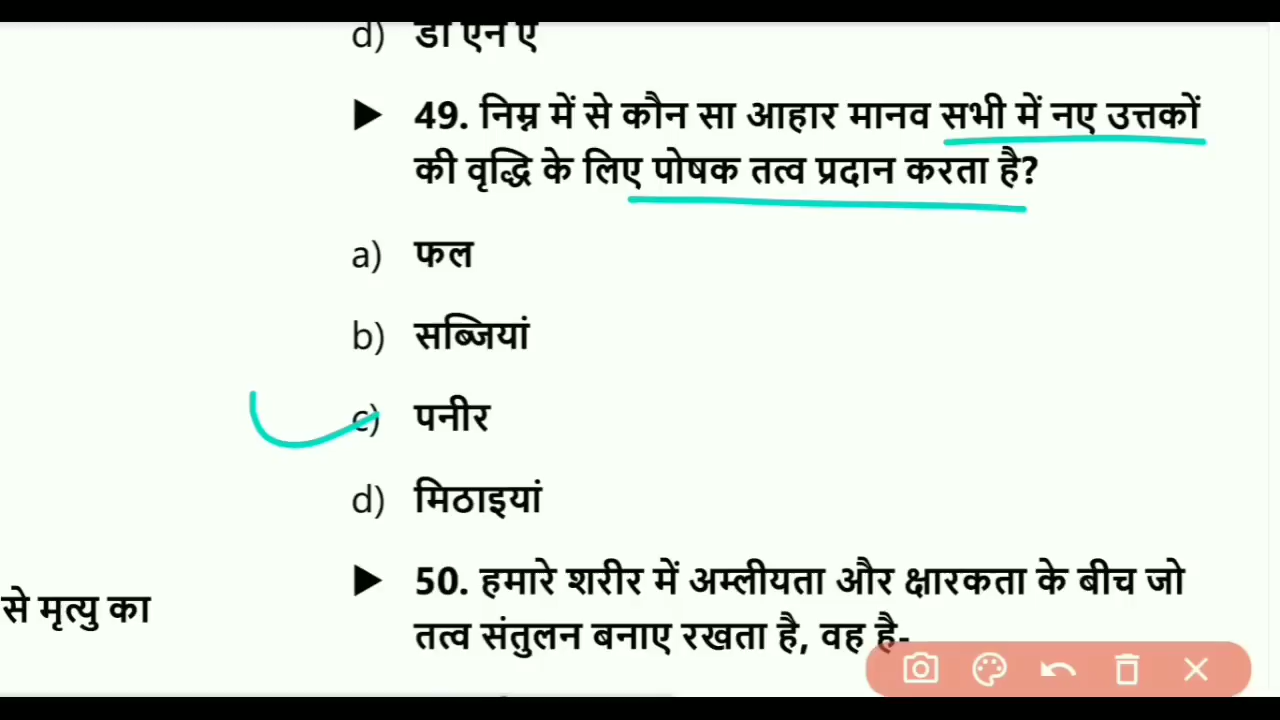 d) डी एन ए
▶ 49. निम्न में से कौन सा आहार मानव सभी में नए उत्तकों
की वृद्धि के लिए पोषक तत्व प्रदान करता है?
a) फल
b) सब्जियां
c) पनीर
d) मिठाइयां
▶ 50. हमारे शरीर में अम्लीयता और क्षारकता के बीच जो
से मृत्यु का
तत्व संतुलन बनाए रखता है, वह है-